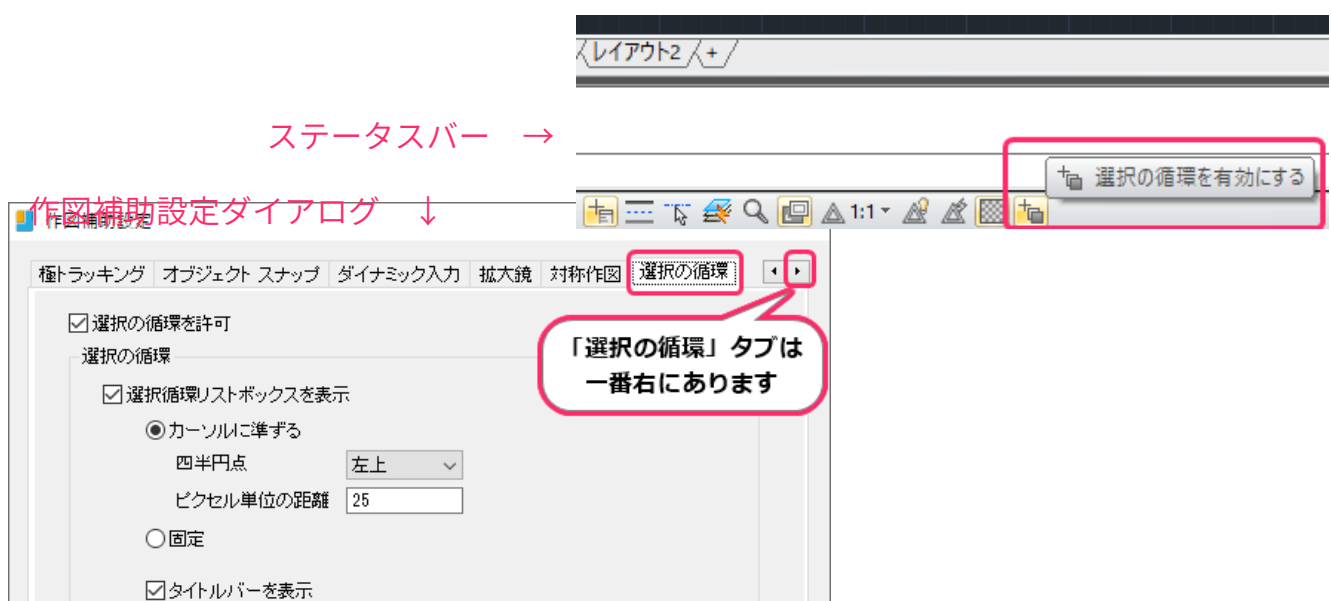 レイアウト2 +
ステータスバー →
選択の循環を有効にする
1:1
作図補助設定ダイアログ ↓
作図補助設定
極トラッキング オブジェクト スナップ ダイナミック入力 拡大鏡 対称作図 選択の循環
選択の循環を許可
選択の循環
選択循環リストボックスを表示
カーソルに準ずる
四半円点 左上
ピクセル単位の距離 25
固定
タイトルバーを表示
「選択の循環」タブは
一番右にあります